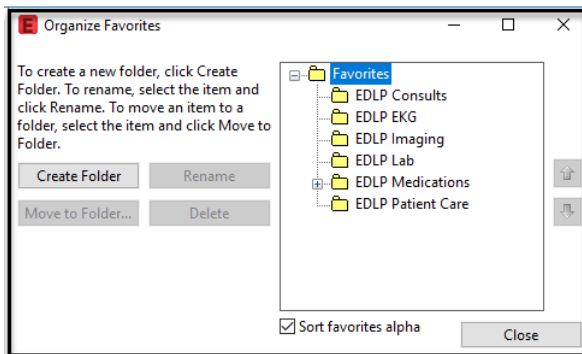 E Organize Favorites
To create a new folder, click Create
Folder. To rename, select the item and
click Rename. To move an item to a
folder, select the item and click Move to
Folder.
Create Folder Rename
Move to Folder... Delete
Favorites
EDLP Consults
EDLP EKG
EDLP Imaging
EDLP Lab
EDLP Medications
EDLP Patient Care
Sort favorites alpha
Close